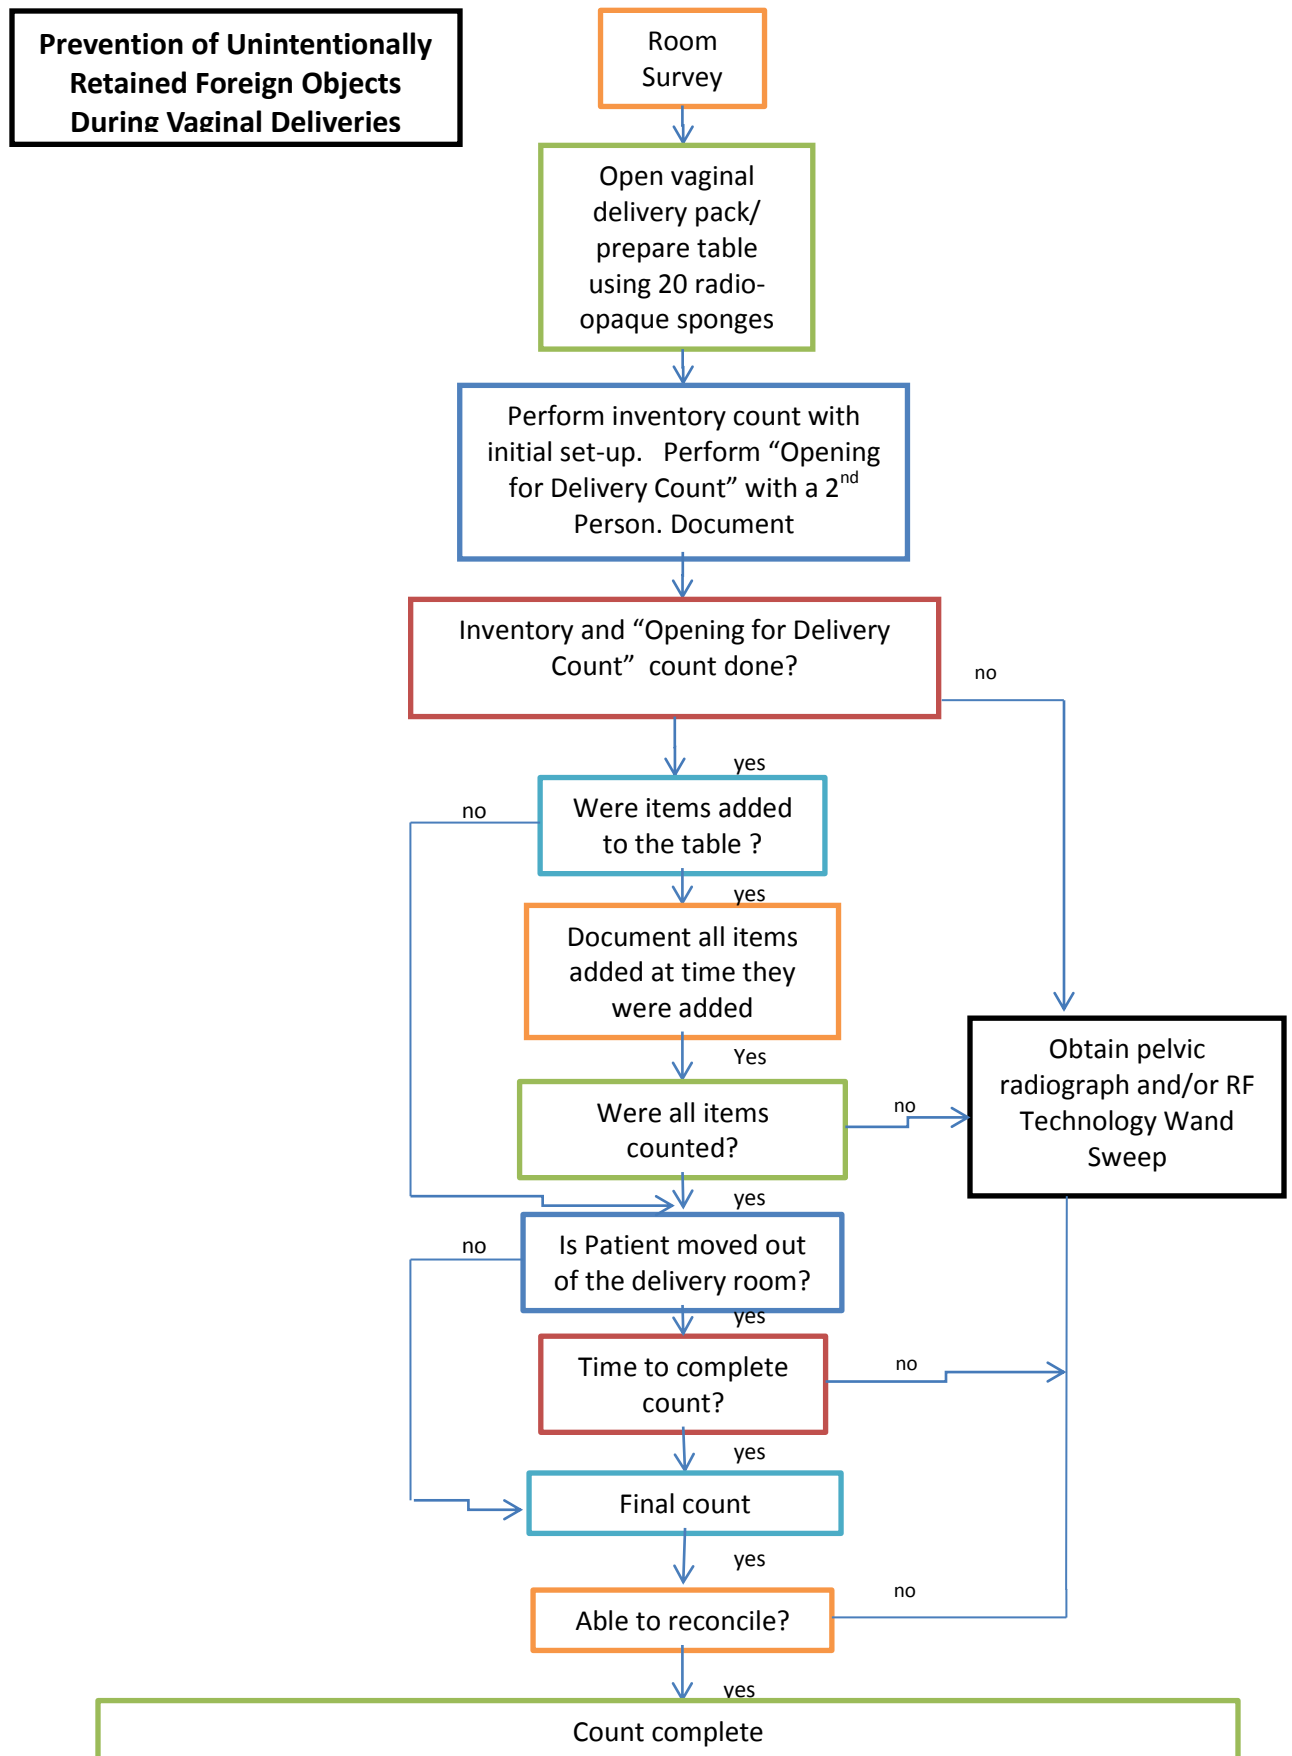 Prevention of Unintentionally
Retained Foreign Objects
During Vaginal Deliveries
Room
Survey
Open vaginal
delivery pack/
prepare table
using 20 radio-
opaque sponges
Perform inventory count with
initial set-up.   Perform “Opening
for Delivery Count” with a 2nd
Person. Document
Inventory and “Opening for Delivery
Count”  count done?
no
yes
no
Were items added
to the table ?
yes
Document all items
added at time they
were added
Yes
Obtain pelvic
radiograph and/or RF
Technology Wand
Sweep
Were all items
counted?
no
yes
no
Is Patient moved out
of the delivery room?
yes
Time to complete
count?
no
yes
Final count
yes
no
Able to reconcile?
yes
Count complete